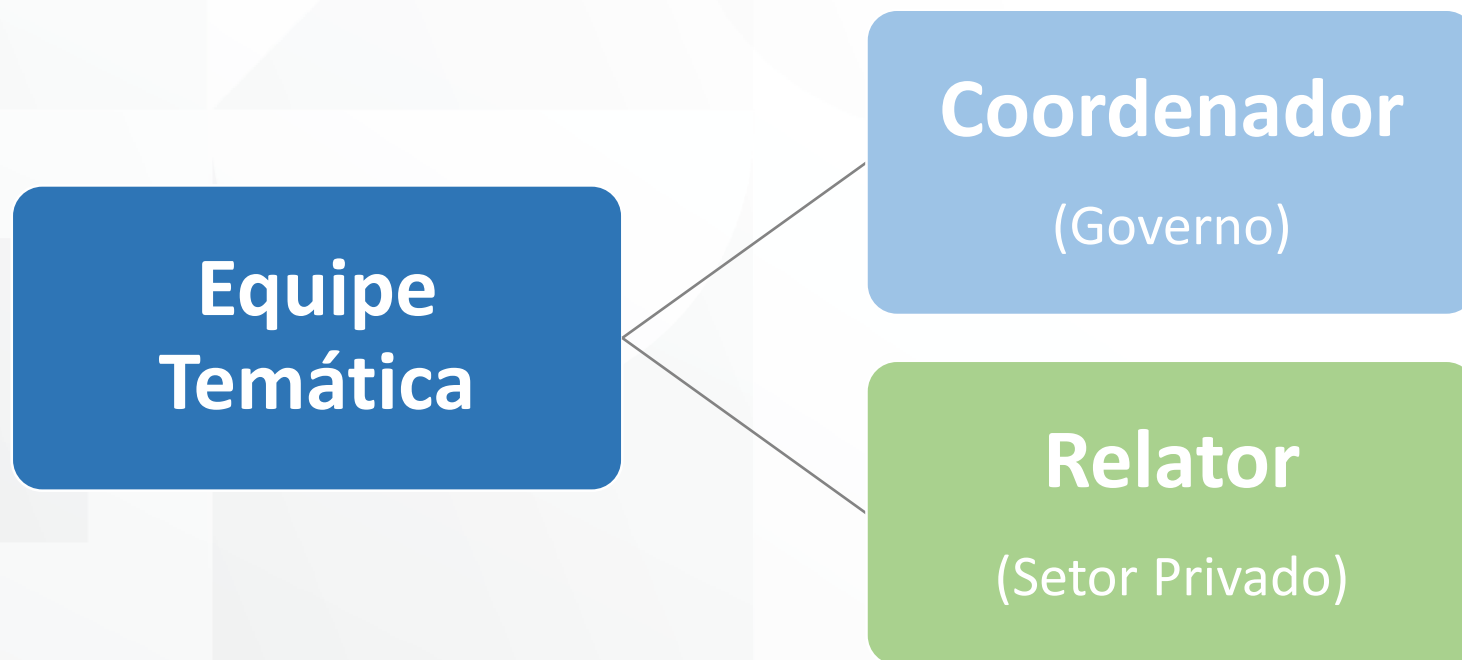 Equipe
Temática
Coordenador
(Governo)
Relator
(Setor Privado)